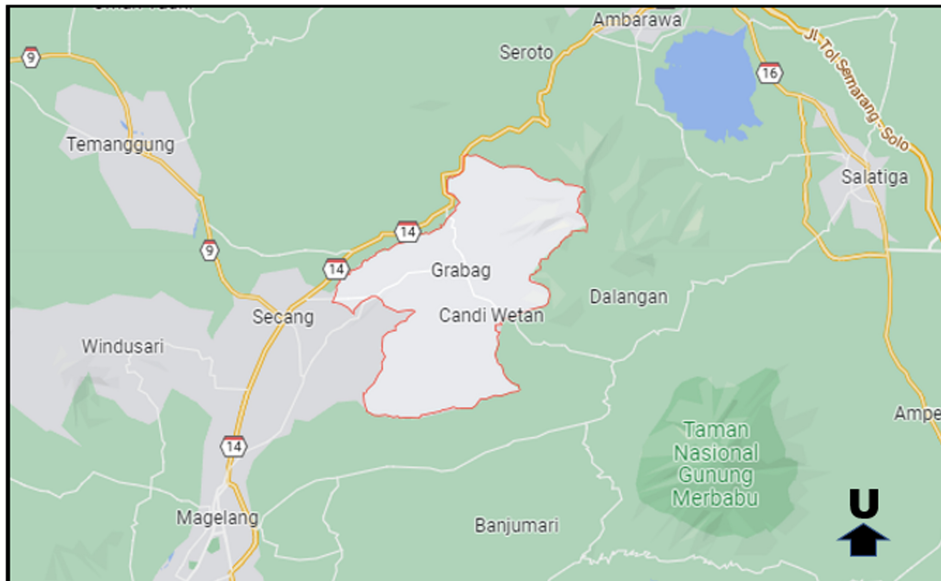 Ambarawa
9
Seroto
16
Jl. Tol Semarang - Solo
Temanggung
Salatiga
14
9
14
Grabag
Dalangan
Secang
Candi Wetan
Windusari
Ampe
Taman
Nasional
Gunung
Merbabu
14
U
Magelang
Banjumari